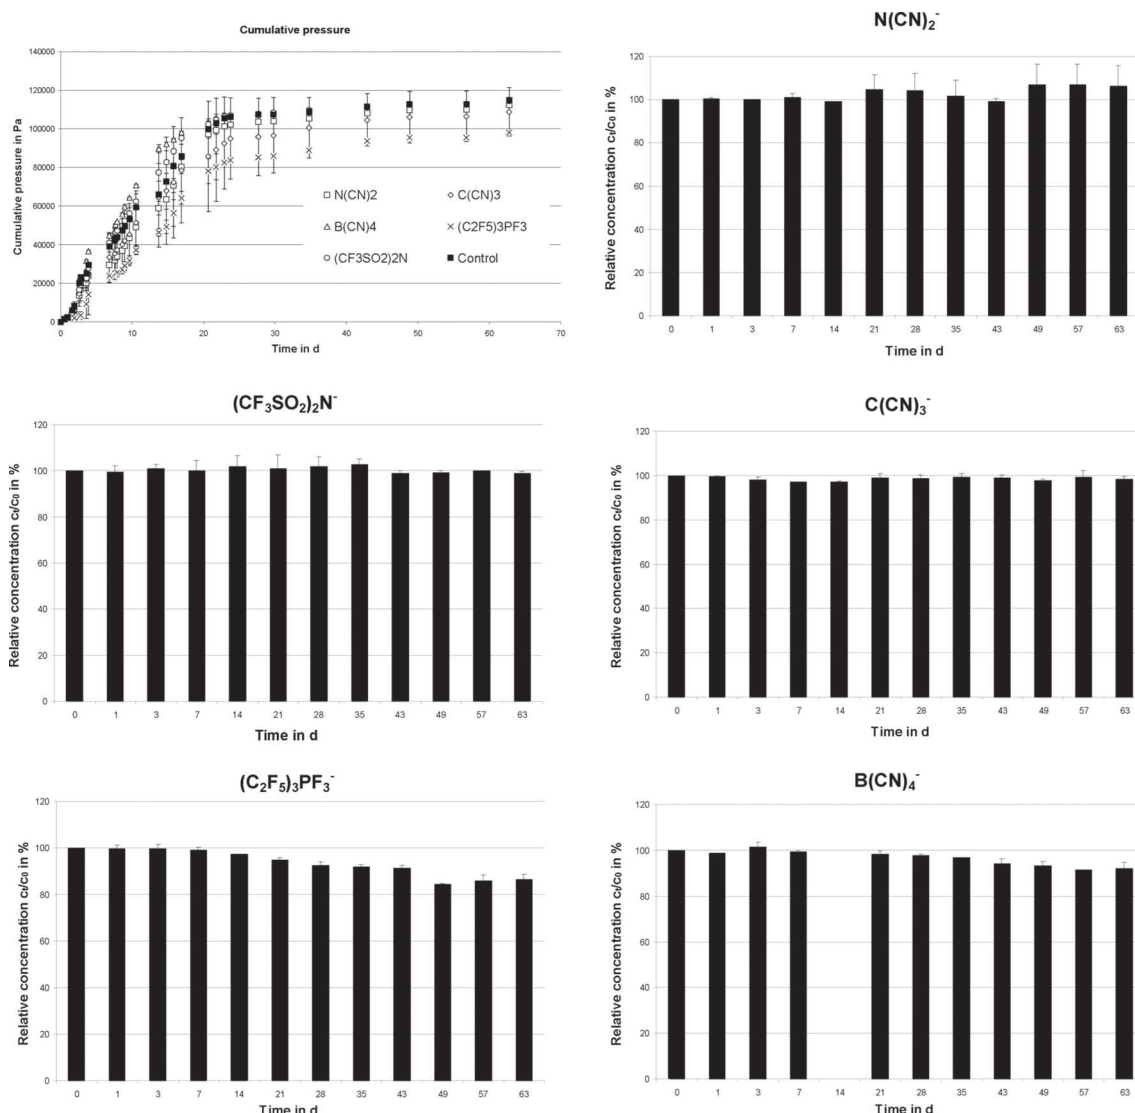 Cumulative pressure
Cumulative pressure in Pa
140000
120000
100000
80000
60000
40000
20000
0
N(CN)2
C(CN)3
B(CN)4
(C2F5)3PF3
(CF3SO2)2N
Control
0 10 20 30 40 50 60 70
Time in d
N(CN)₂⁻
Relative concentration cₜ/c₀ in %
120
100
80
60
40
20
0
0 1 3 7 14 21 28 35 43 49 57 63
Time in d
(CF₃SO₂)₂N⁻
Relative concentration cₜ/c₀ in %
120
100
80
60
40
20
0
0 1 3 7 14 21 28 35 43 49 57 63
Time in d
C(CN)₃⁻
Relative concentration cₜ/c₀ in %
120
100
80
60
40
20
0
0 1 3 7 14 21 28 35 43 49 57 63
Time in d
(C₂F₅)₃PF₃⁻
Relative concentration cₜ/c₀ in %
120
100
80
60
40
20
0
0 1 3 7 14 21 28 35 43 49 57 63
Time in d
B(CN)₄⁻
Relative concentration cₜ/c₀ in %
120
100
80
60
40
20
0
0 1 3 7 14 21 28 35 43 49 57 63
Time in d